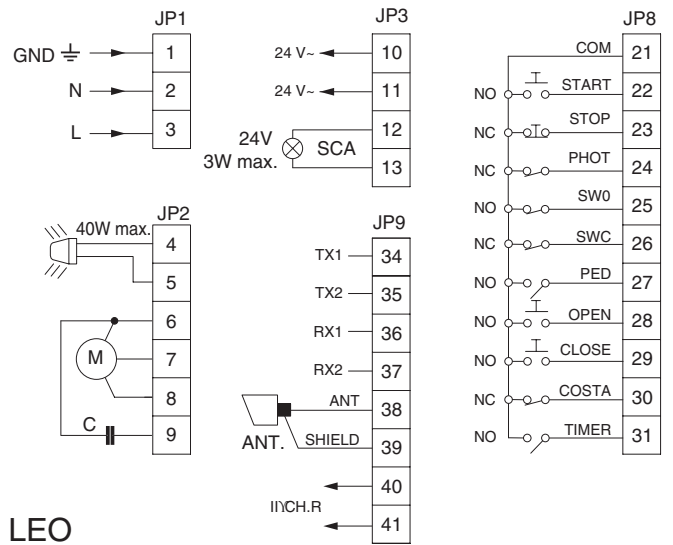 JP1
GND 1
N 2
L 3
JP2
40W max. 4
5
6
M 7
8
C 9
JP3
24 V~ 10
24 V~ 11
24V 3W max. SCA 12
13
JP9
TX1 34
TX2 35
RX1 36
RX2 37
ANT 38
ANT. SHIELD 39
40
CH.R
41
JP8
COM 21
NO START 22
NC STOP 23
NC PHOT 24
NO SW0 25
NC SWC 26
NO PED 27
NO OPEN 28
NO CLOSE 29
NC COSTA 30
NO TIMER 31
LEO